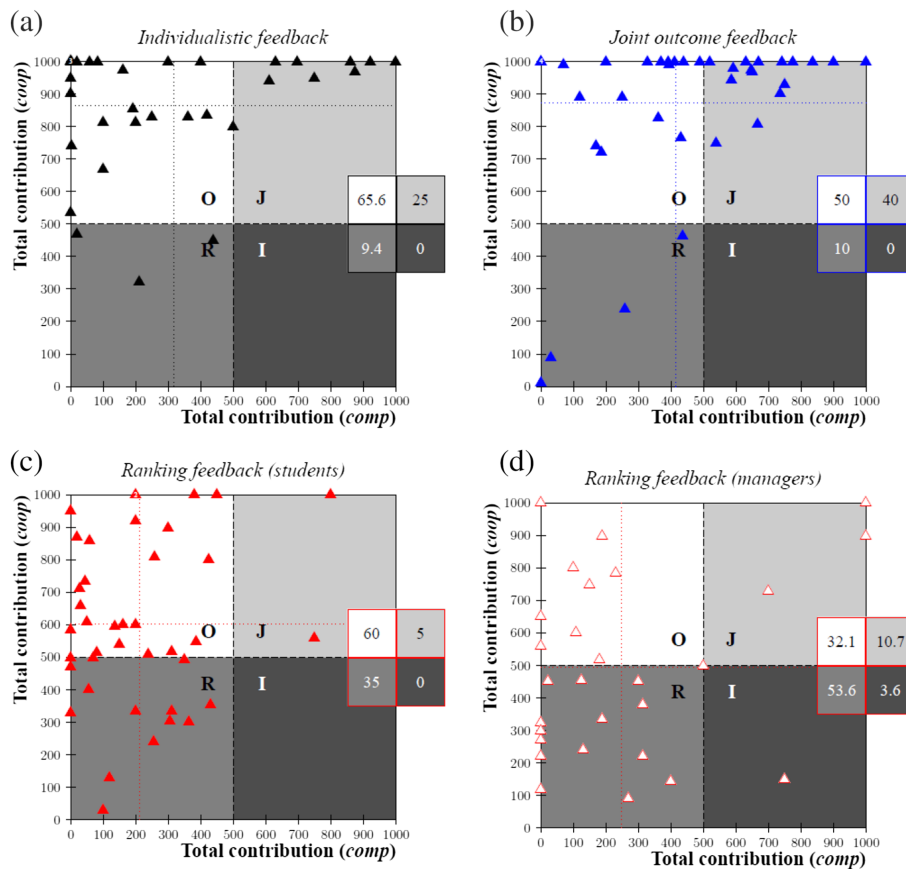 (a)
Individualistic feedback
Total contribution (coop)
1000
900
800
700
600
500
400
300
200
100
0
O
J
R
I
65.6
25
9.4
0
0 100 200 300 400 500 600 700 800 900 1000
Total contribution (comp)
(b)
Joint outcome feedback
Total contribution (coop)
1000
900
800
700
600
500
400
300
200
100
0
O
J
R
I
50
40
10
0
0 100 200 300 400 500 600 700 800 900 1000
Total contribution (comp)
(c)
Ranking feedback (students)
Total contribution (coop)
1000
900
800
700
600
500
400
300
200
100
0
O
J
R
I
60
5
35
0
0 100 200 300 400 500 600 700 800 900 1000
Total contribution (comp)
(d)
Ranking feedback (managers)
Total contribution (coop)
1000
900
800
700
600
500
400
300
200
100
0
O
J
R
I
32.1
10.7
53.6
3.6
0 100 200 300 400 500 600 700 800 900 1000
Total contribution (comp)